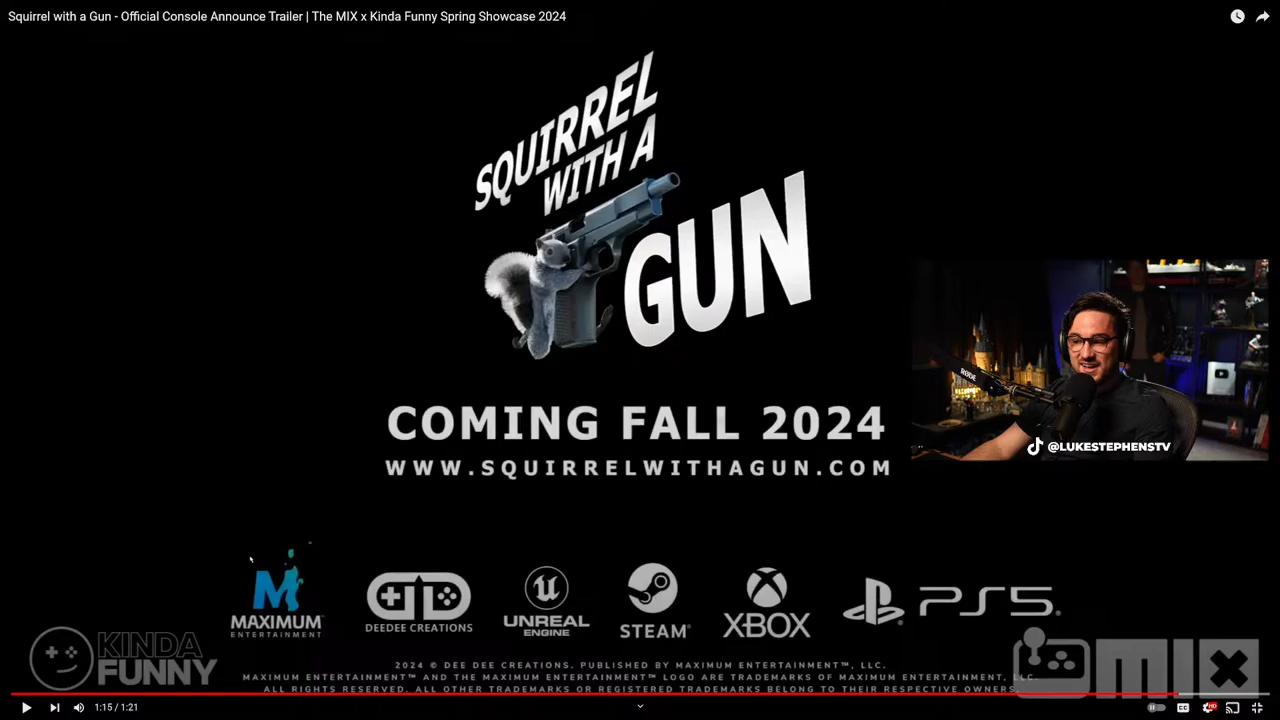 Squirrel with a Gun - Official Console Announce Trailer | The MIX x Kinda Funny Spring Showcase 2024
SQUIRREL
WITH A
GUN
RODE
@LUKESTEPHENSTV
COMING FALL 2024
WWW.SQUIRRELWITHAGUN.COM
M
MAXIMUM
ENTERTAINMENT
DEEDEE CREATIONS
UNREAL
ENGINE
STEAM®
XBOX
PS5
KINDA
FUNNY
MIX
2024 © DEE DEE CREATIONS. PUBLISHED BY MAXIMUM ENTERTAINMENT™, LLC.
MAXIMUM ENTERTAINMENT™ AND THE MAXIMUM ENTERTAINMENT™ LOGO ARE TRADEMARKS OF MAXIMUM ENTERTAINMENT™, LLC.
ALL RIGHTS RESERVED. ALL OTHER TRADEMARKS OR REGISTERED TRADEMARKS BELONG TO THEIR RESPECTIVE OWNERS.
1:15 / 1:21
CC
HD